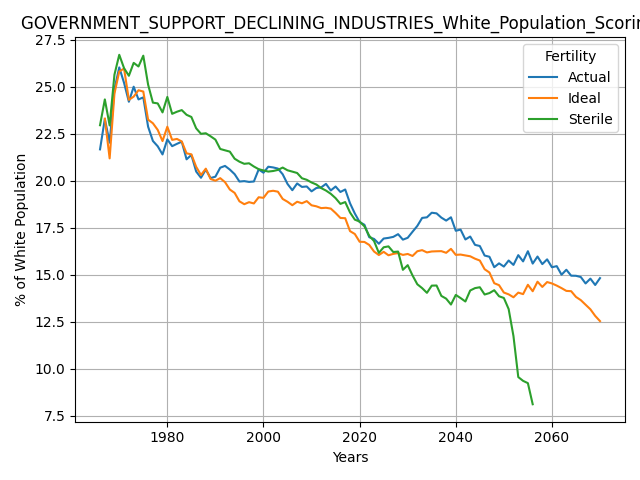 GOVERNMENT_SUPPORT_DECLINING_INDUSTRIES_White_Population_Scorin
27.5
25.0
22.5
20.0
17.5
15.0
12.5
10.0
7.5
% of White Population
Fertility
Actual
Ideal
Sterile
1980
2000
2020
2040
2060
Years